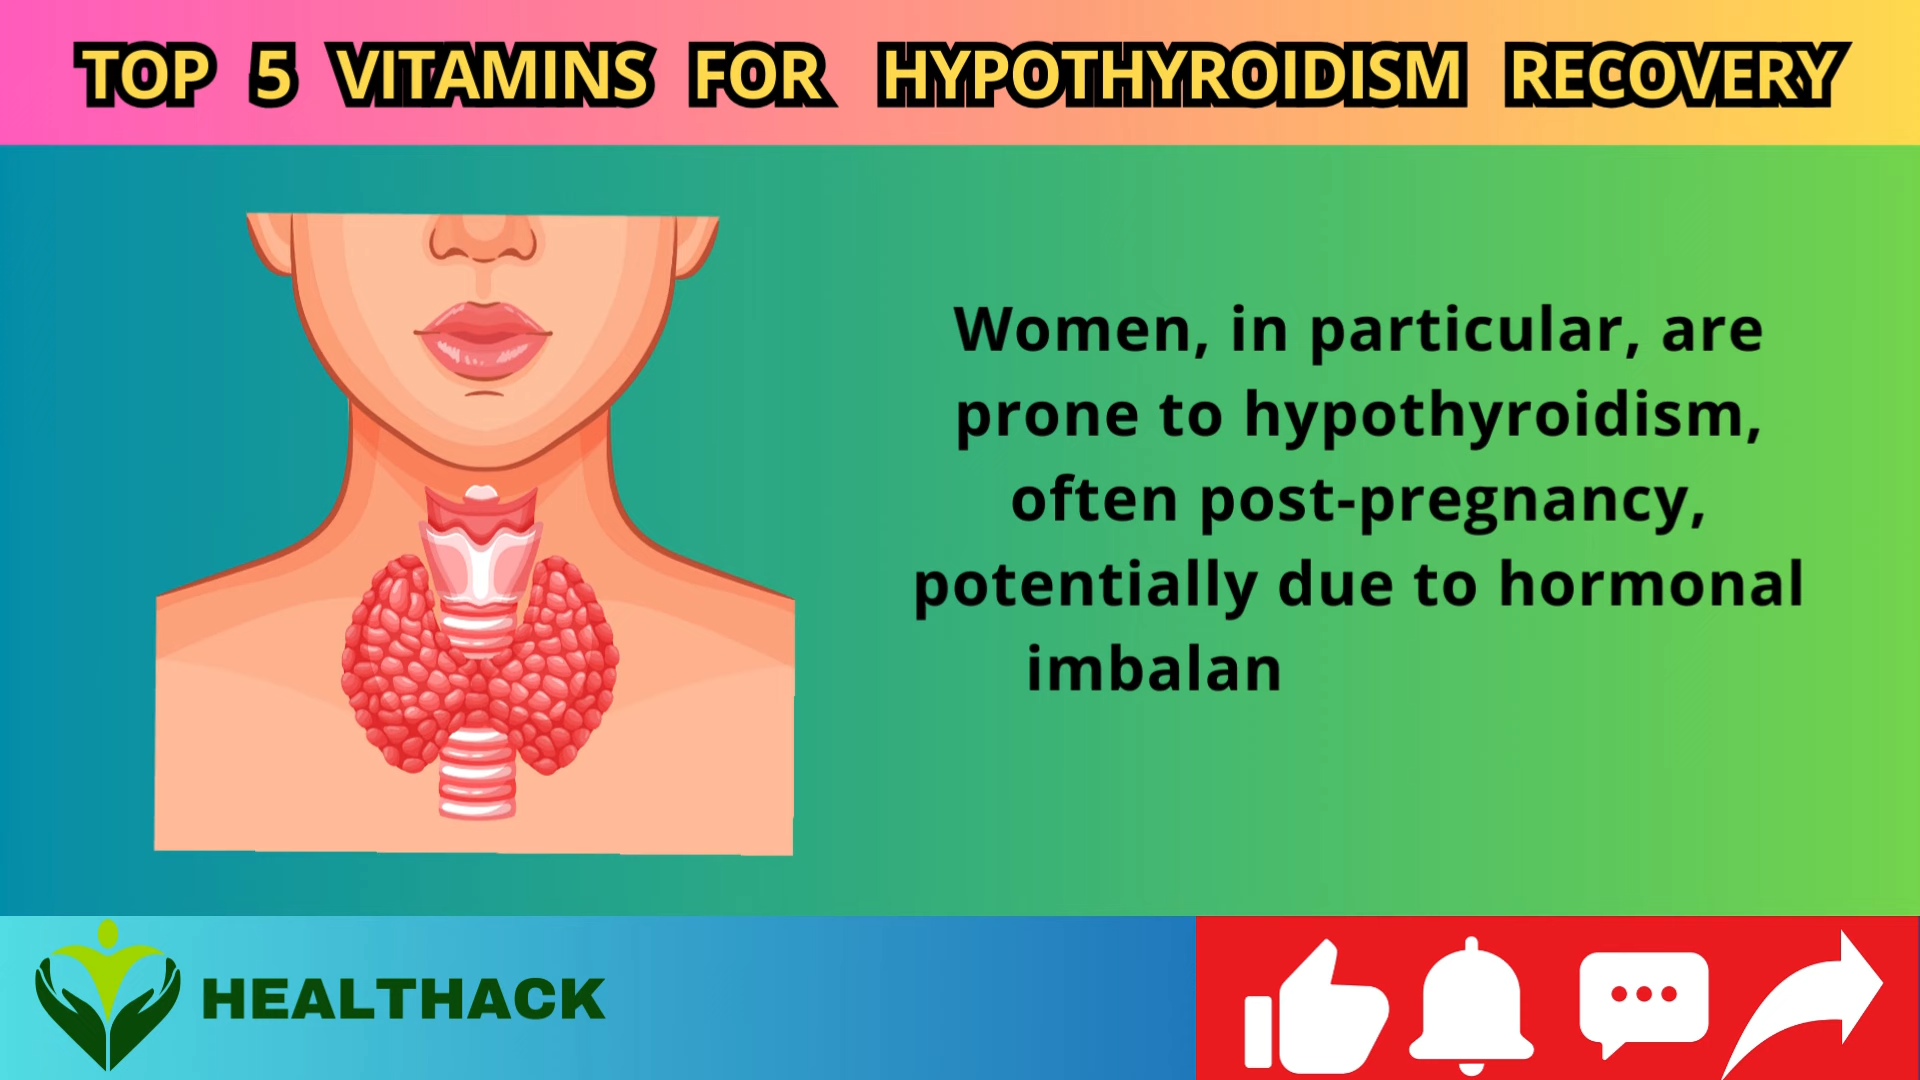 TOP 5 VITAMINS FOR HYPOTHYROIDISM RECOVERY
Women, in particular, are
prone to hypothyroidism,
often post-pregnancy,
potentially due to hormonal
imbalan
HEALTHACK